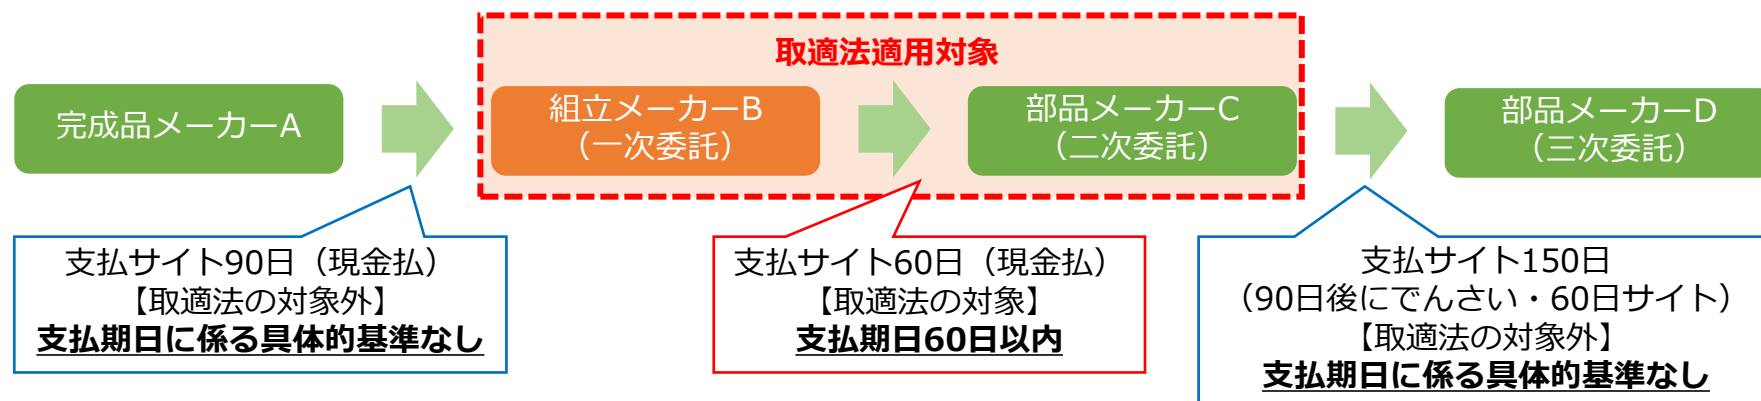 取適法適用対象
完成品メーカーA
組立メーカーB
（一次委託）
部品メーカーC
（二次委託）
部品メーカーD
（三次委託）
支払サイト90日（現金払）
【取適法の対象外】
支払期日に係る具体的基準なし
支払サイト60日（現金払）
【取適法の対象】
支払期日60日以内
支払サイト150日
（90日後にでんさい・60日サイト）
【取適法の対象外】
支払期日に係る具体的基準なし